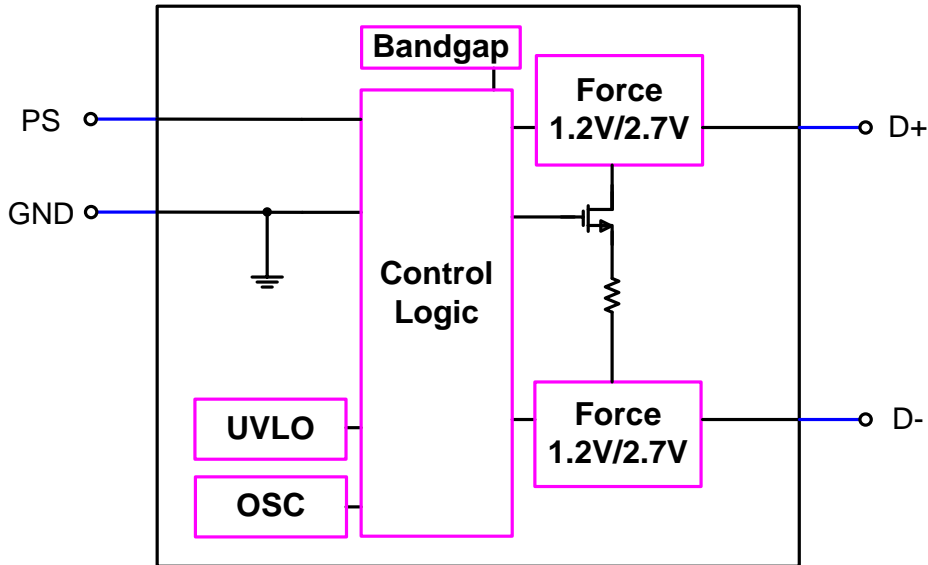 Bandgap
Force
1.2V/2.7V
PS
D+
GND
Control
Logic
UVLO
Force
1.2V/2.7V
D-
OSC